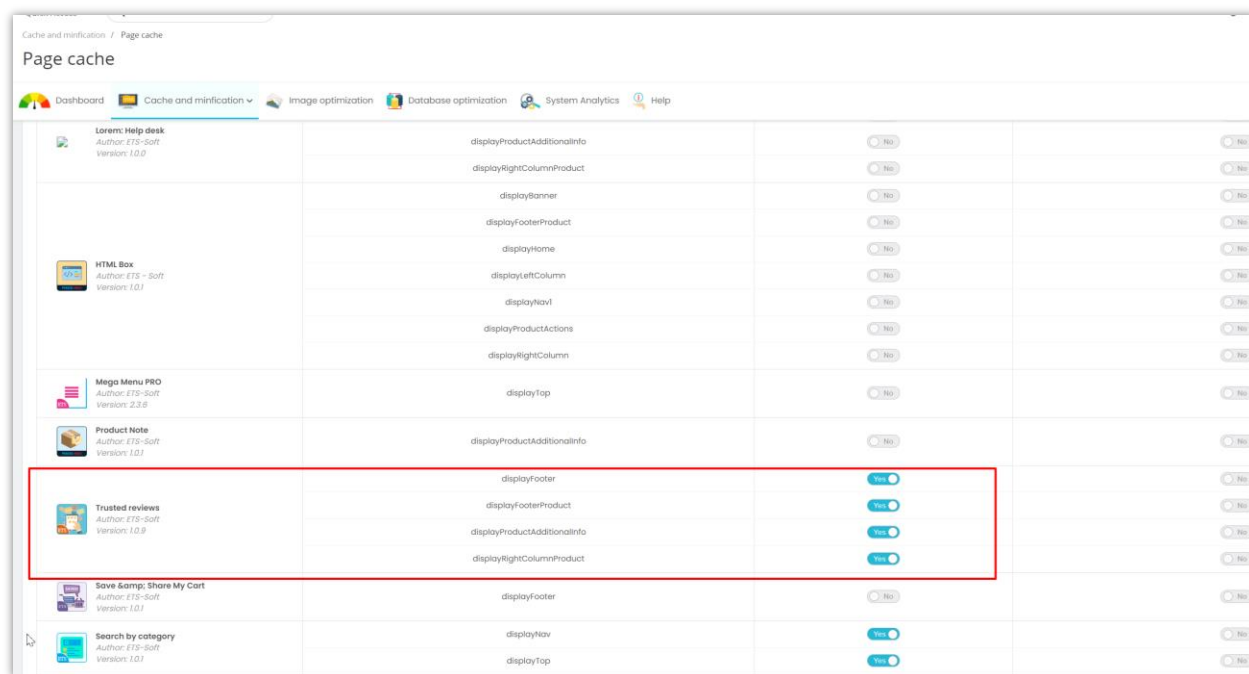 Cache and minfication / Page cache
Page cache
Dashboard Cache and minfication Image optimization Database optimization System Analytics Help
Lorem: Help desk
Author: ETS-Soft
Version: 1.0.0
displayProductAdditionalInfo No No
displayRightColumnProduct No No
displayBanner No No
displayFooterProduct No No
displayHome No No
HTML Box
Author: ETS - Soft
Version: 1.0.1
displayLeftColumn No No
displayNav1 No No
displayProductActions No No
displayRightColumn No No
Mega Menu PRO
Author: ETS-Soft
Version: 2.3.6
displayTop No No
Product Note
Author: ETS-Soft
Version: 1.0.1
displayProductAdditionalInfo No No
displayFooter Yes No
displayFooterProduct Yes No
Trusted reviews
Author: ETS-Soft
Version: 1.0.9
displayProductAdditionalInfo Yes No
displayRightColumnProduct Yes No
Save &amp; Share My Cart
Author: ETS-Soft
Version: 1.0.1
displayFooter No No
Search by category
Author: ETS-Soft
Version: 1.0.1
displayNav Yes No
displayTop Yes No